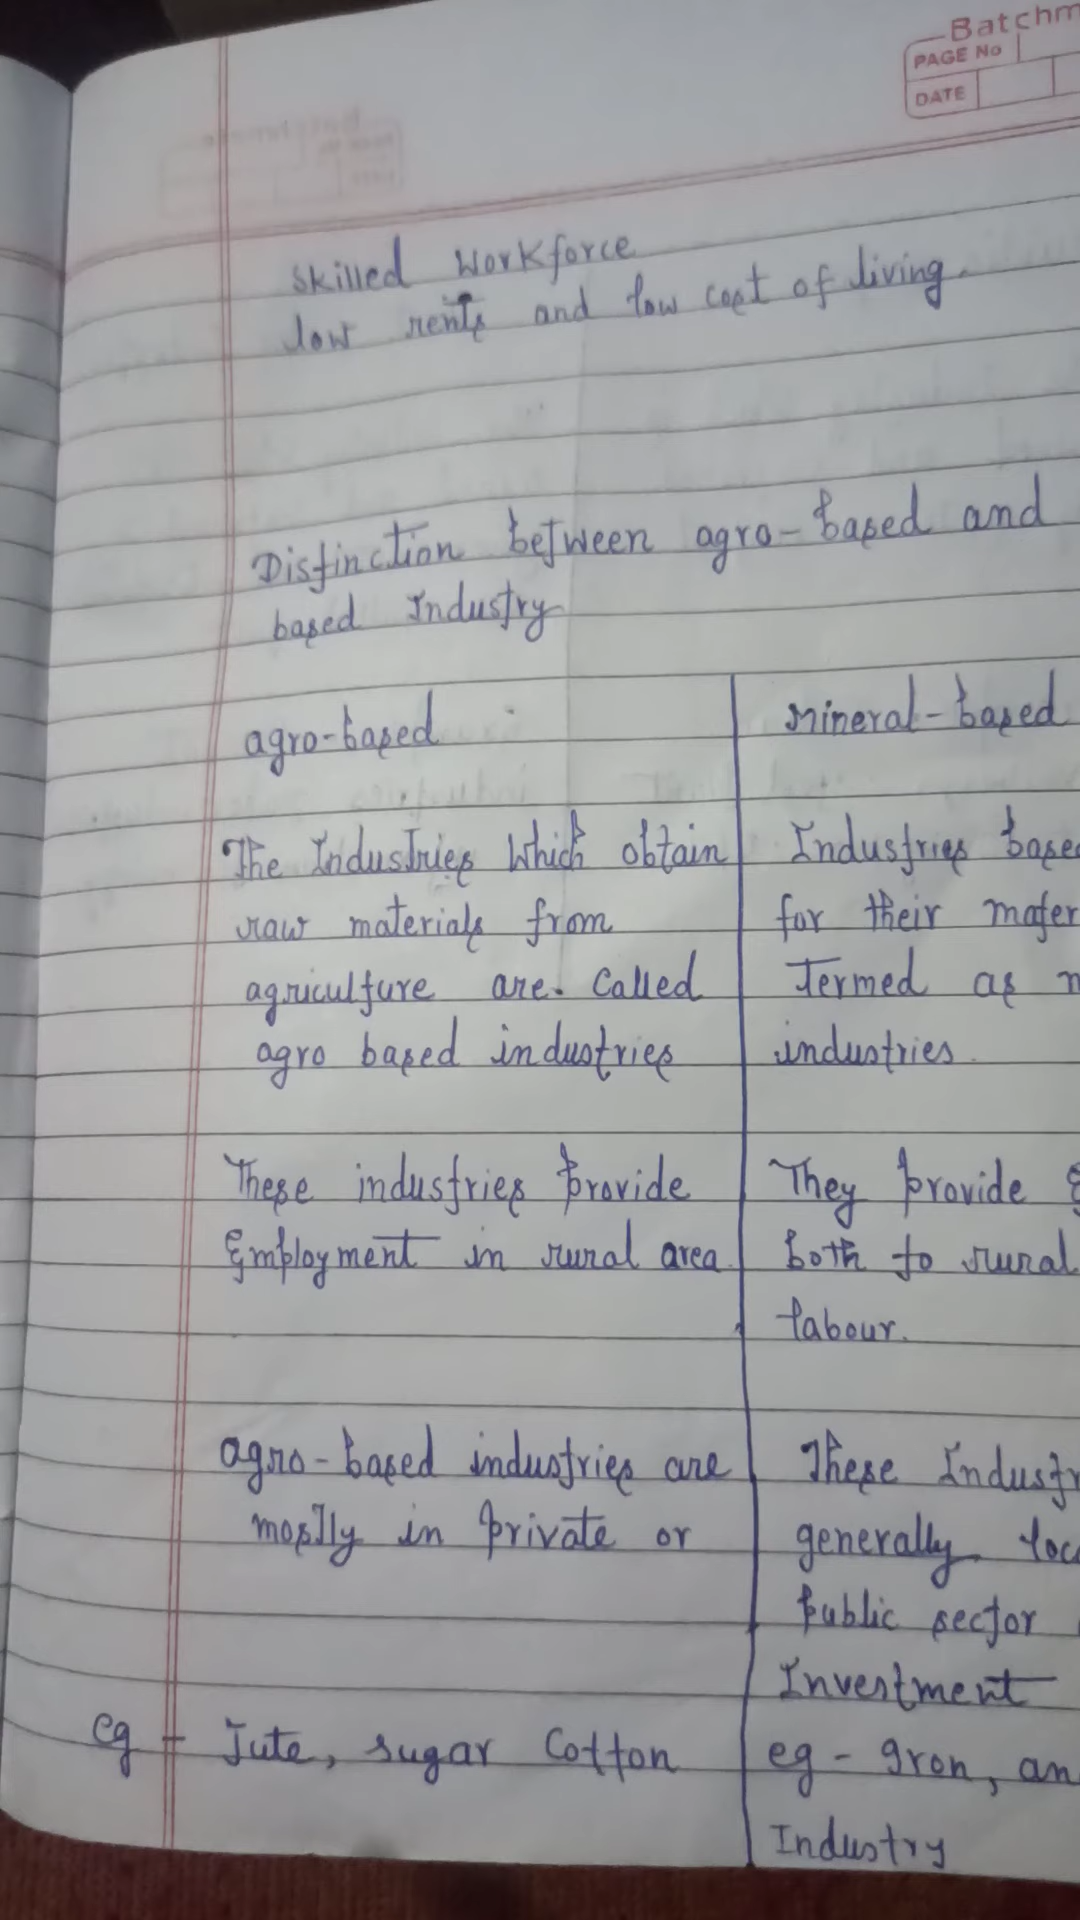 Batchm
PAGE No
DATE
skilled workforce
low rents and low cost of living.
Distinction between agro-based and
based Industry
agro-based
Mineral-based
The Industries which obtain
raw materials from
agriculture are. Called
agro based industries
Industries base
for their mater
Termed as
industries.
These industries provide
Employment in rural area
They provide
both to rural
labour.
agro-based industries are
mostly in private or
These Industr
generally loc
public sector
Investment
eg - Jute, sugar Cotton
eg - Iron, an
Industry